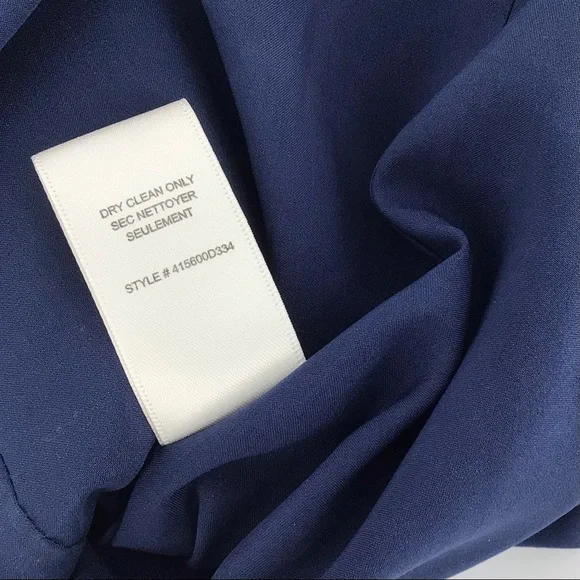 DRY CLEAN ONLY
SEC NETTOYER
SEULEMENT
STYLE # 415600D334